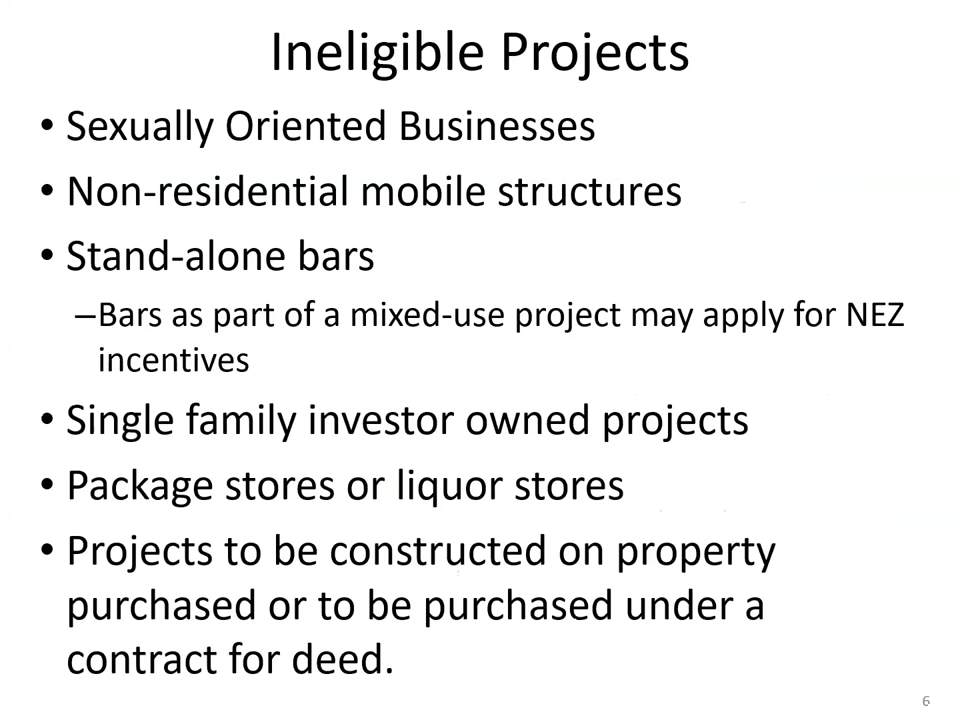 Ineligible Projects
• Sexually Oriented Businesses
• Non-residential mobile structures
• Stand-alone bars
–Bars as part of a mixed-use project may apply for NEZ
incentives
• Single family investor owned projects
• Package stores or liquor stores
• Projects to be constructed on property
purchased or to be purchased under a
contract for deed.
6